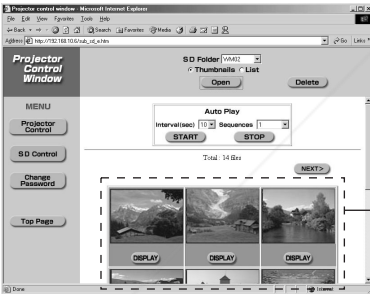 Projector control window - Microsoft Internet Explorer
File Edit View Favorites Tools Help
Back Search Favorites Media
Address http://192.168.10.6/sub_cd_e.htm Go Links
Projector Control Window
SD Folder WM02
Thumbnails List
Open Delete
MENU
Projector Control
SD Control
Change Password
Top Page
Auto Play
Interval(sec) 10 Sequences 1
START STOP
Total : 14 files
NEXT>
DISPLAY DISPLAY DISPLAY
Done Internet